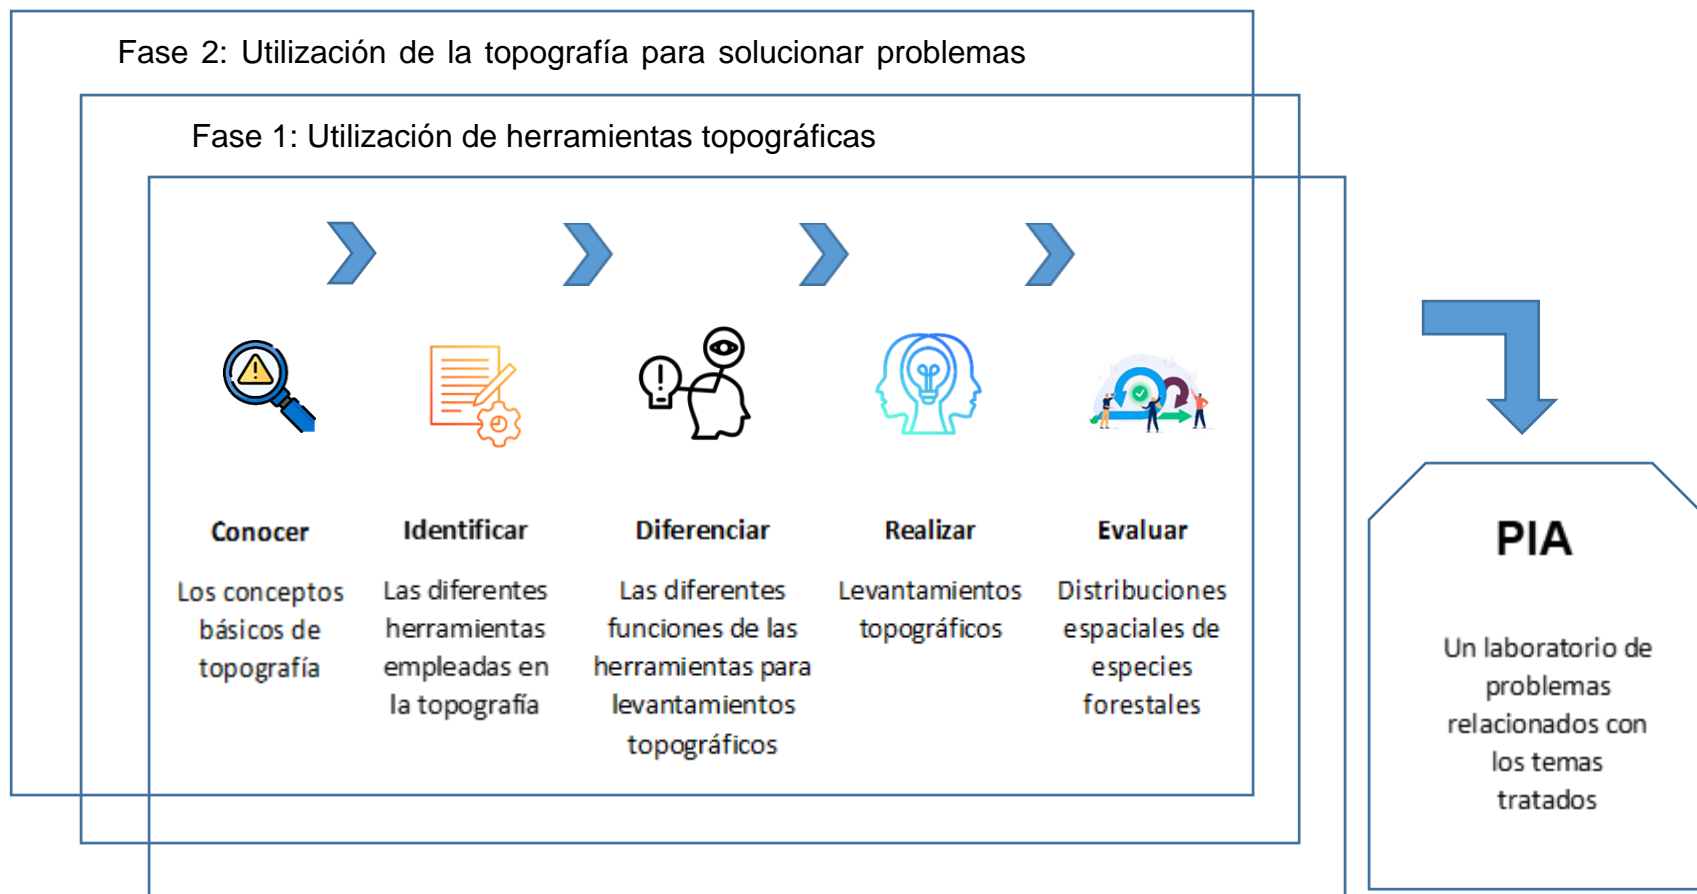 Fase 2: Utilización de la topografía para solucionar problemas
Fase 1: Utilización de herramientas topográficas
Conocer
Los conceptos
básicos de
topografía
Identificar
Las diferentes
herramientas
empleadas en
la topografía
Diferenciar
Las diferentes
funciones de las
herramientas para
levantamientos
topográficos
Realizar
Levantamientos
topográficos
Evaluar
Distribuciones
espaciales de
especies
forestales
PIA
Un laboratorio de
problemas
relacionados con
los temas
tratados